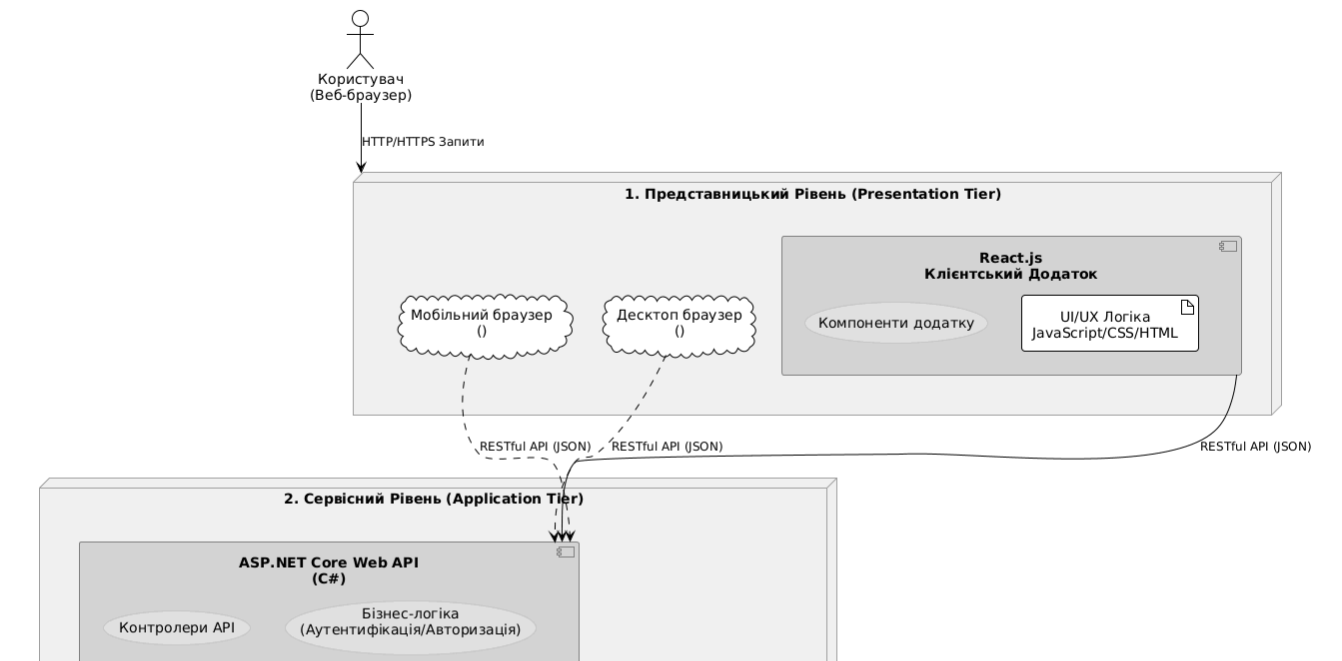 Користувач
(Веб-браузер)
HTTP/HTTPS Запити
1. Представницький Рівень (Presentation Tier)
React.js
Клієнтський Додаток
Мобільний браузер
()
Десктоп браузер
()
Компоненти додатку
UI/UX Логіка
JavaScript/CSS/HTML
RESTful API (JSON)
RESTful API (JSON)
RESTful API (JSON)
2. Сервісний Рівень (Application Tier)
ASP.NET Core Web API
(C#)
Контролери API
Бізнес-логіка
(Аутентифікація/Авторизація)